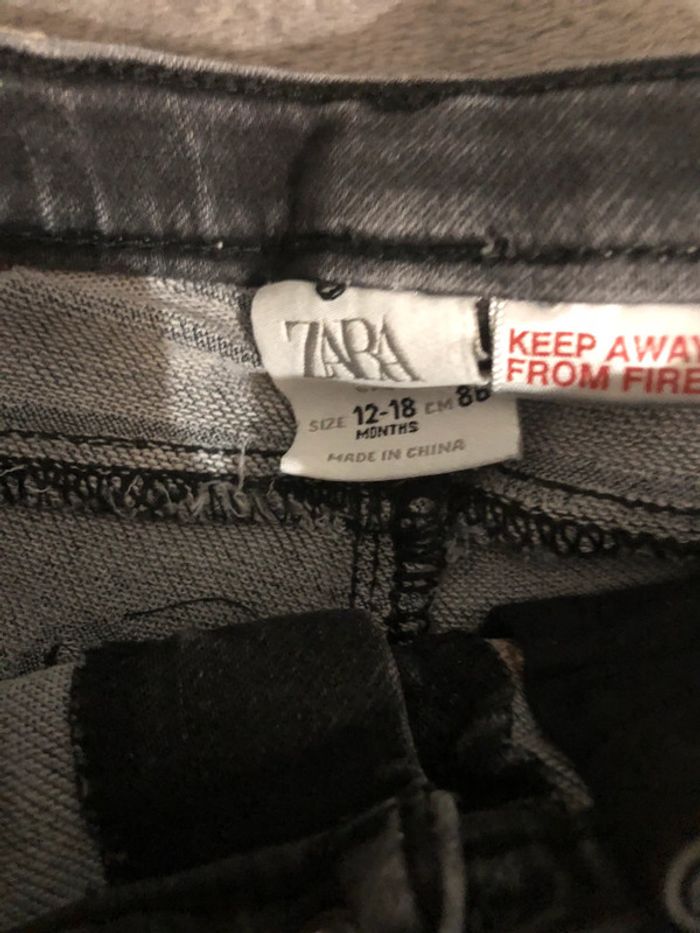 ZARA
KEEP AWAY
FROM FIRE
SIZE 12-18 CM 86
MONTHS
MADE IN CHINA